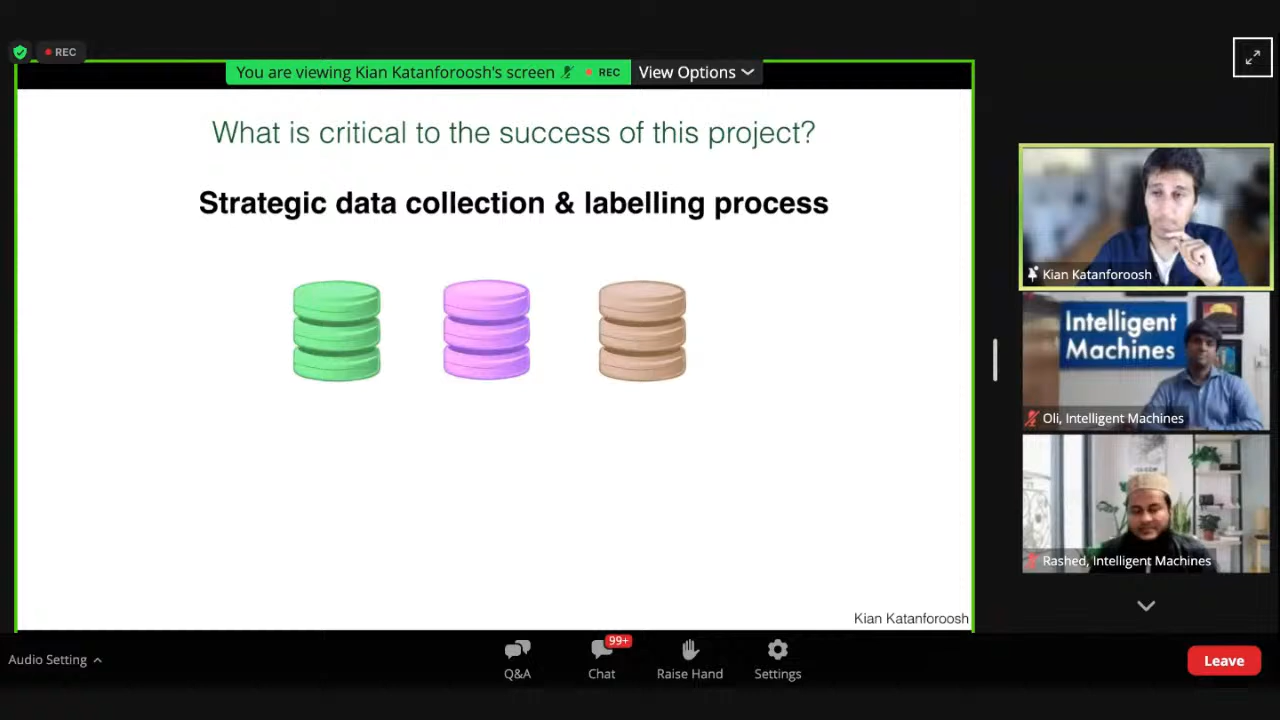 REC
You are viewing Kian Katanforoosh's screen REC View Options
What is critical to the success of this project?
Strategic data collection & labelling process
Kian Katanforoosh
Kian Katanforoosh
Intelligent
Machines
Oli, Intelligent Machines
Rashed, Intelligent Machines
Audio Setting
Q&A
99+
Chat
Raise Hand
Settings
Leave